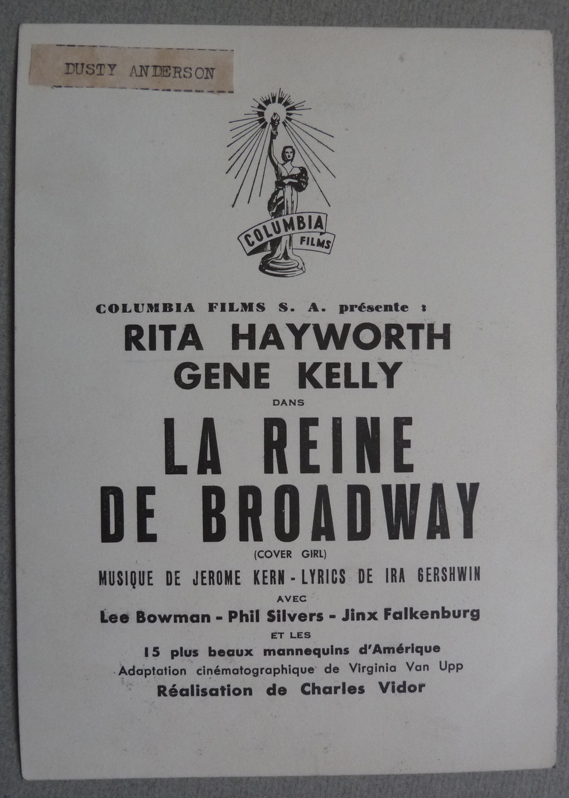 DUSTY ANDERSON
COLUMBIA
FILMS
COLUMBIA FILMS S. A. présente :
RITA HAYWORTH
GENE KELLY
DANS
LA REINE
DE BROADWAY
(COVER GIRL)
MUSIQUE DE JEROME KERN - LYRICS DE IRA GERSHWIN
AVEC
Lee Bowman - Phil Silvers - Jinx Falkenburg
ET LES
15 plus beaux mannequins d'Amérique
Adaptation cinématographique de Virginia Van Upp
Réalisation de Charles Vidor